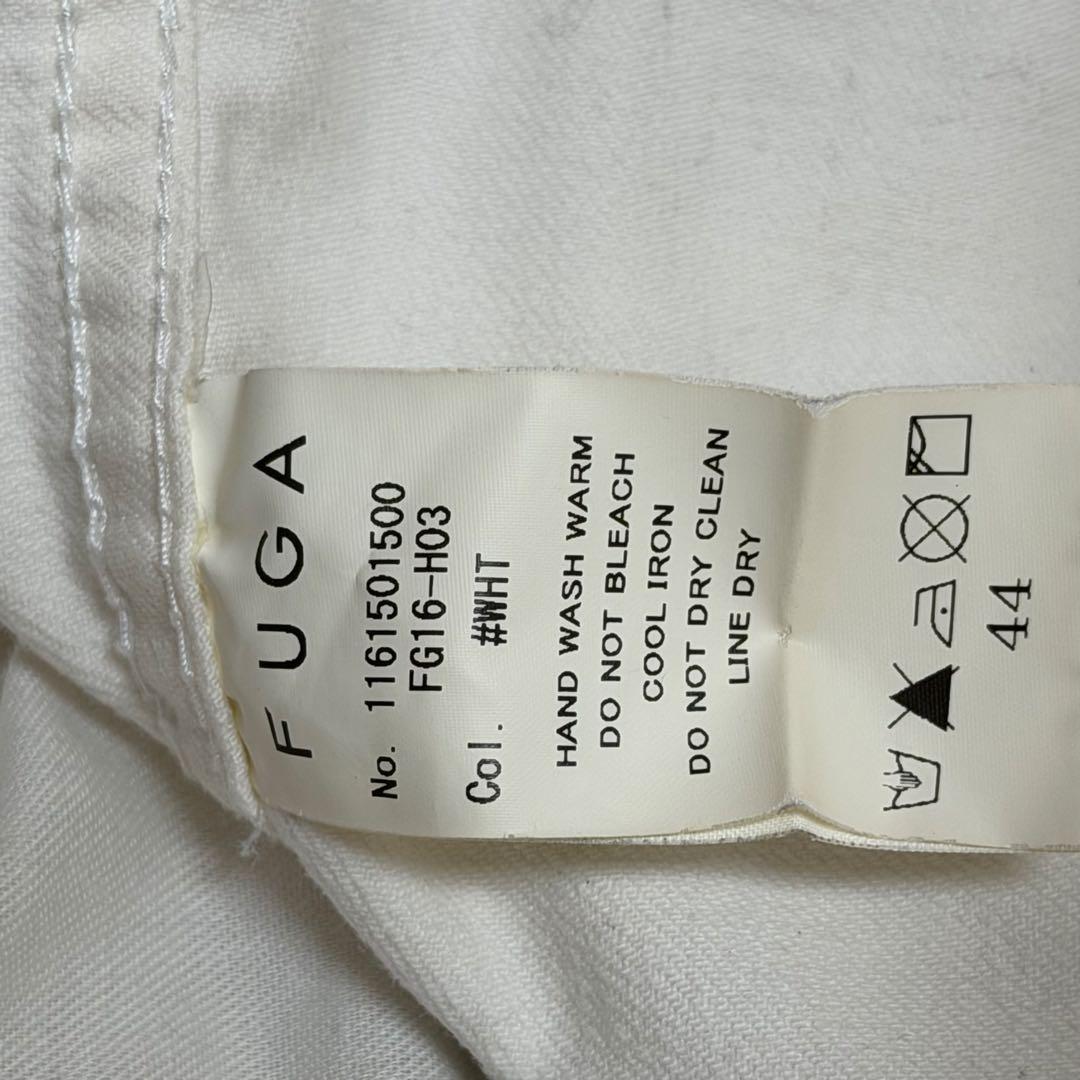 FUGA
No. 1161501500
FG16-H03
Col. #WHT
HAND WASH WARM
DO NOT BLEACH
COOL IRON
DO NOT DRY CLEAN
LINE DRY
44